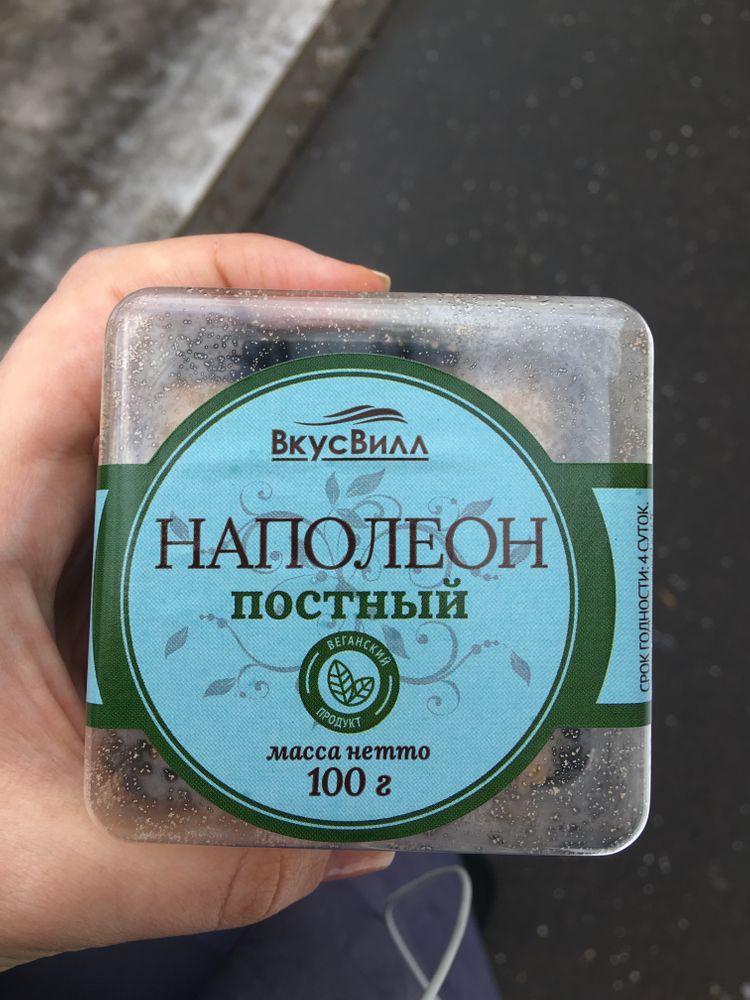 ВкусВилл
НАПОЛЕОН
постный
ВЕГАНСКИЙ
ПРОДУКТ
масса нетто
100 г
СРОК ГОДНОСТИ: 4 СУТОК.